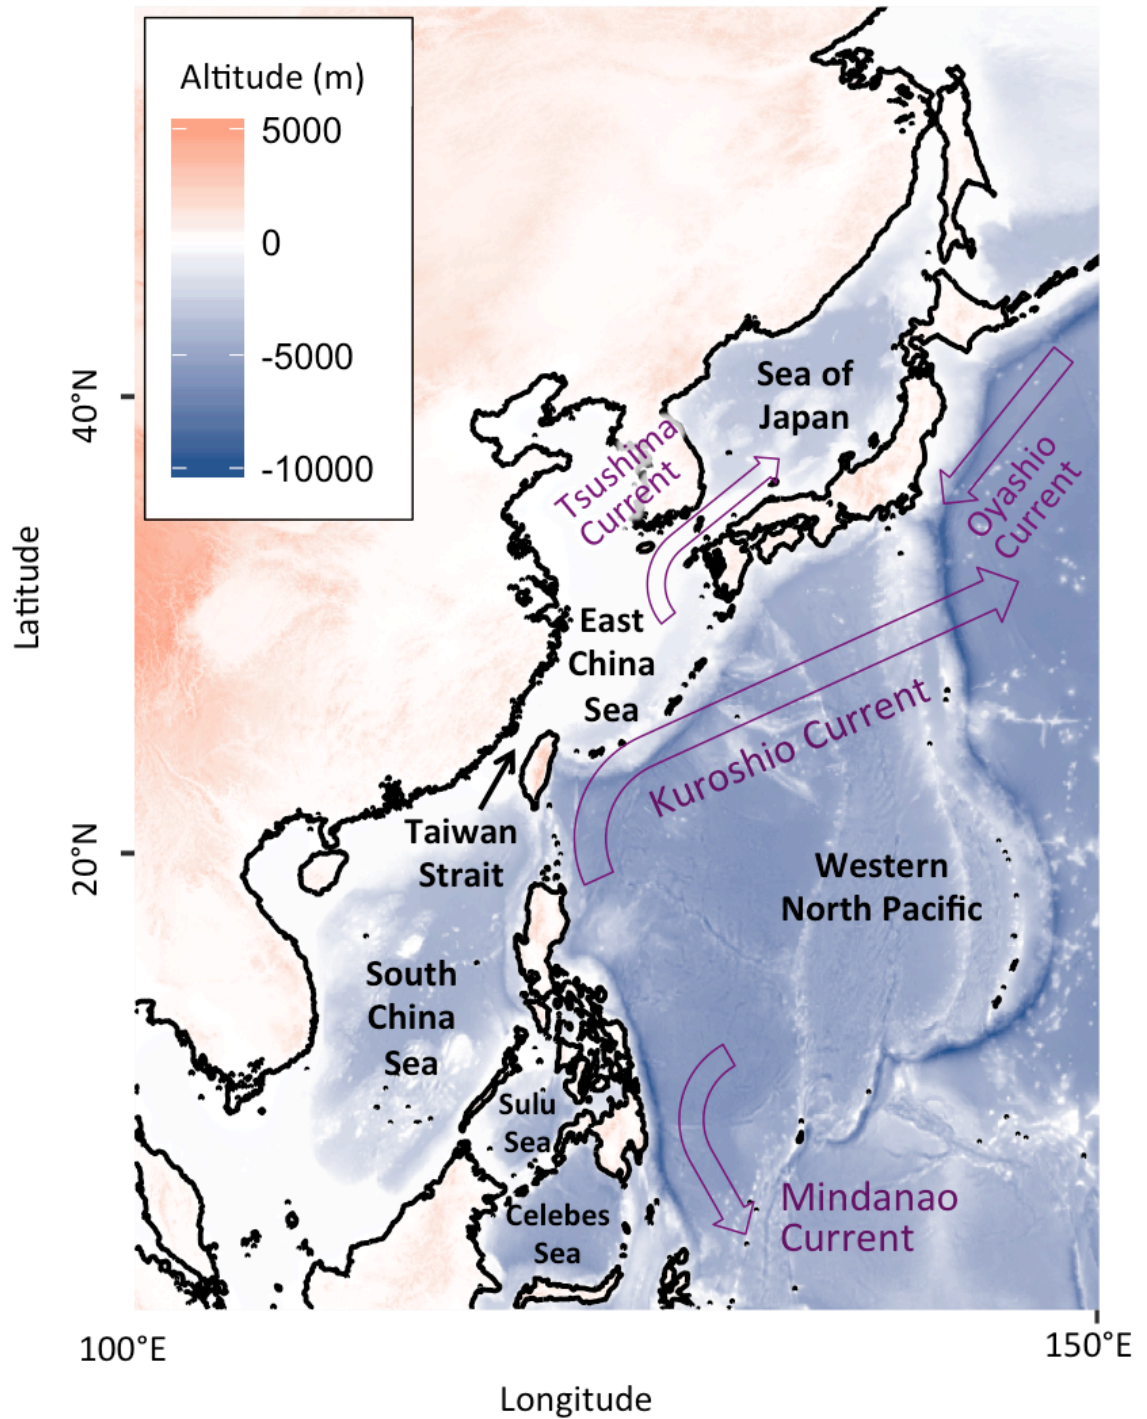 Altitude (m)
5000
0
-5000
-10000
40°N
20°N
Latitude
Sea of
Japan
Tsushima
Current
Oyashio
Current
East
China
Sea
Kuroshio Current
Taiwan
Strait
Western
North Pacific
South
China
Sea
Sulu
Sea
Celebes
Sea
Mindanao
Current
100°E
150°E
Longitude